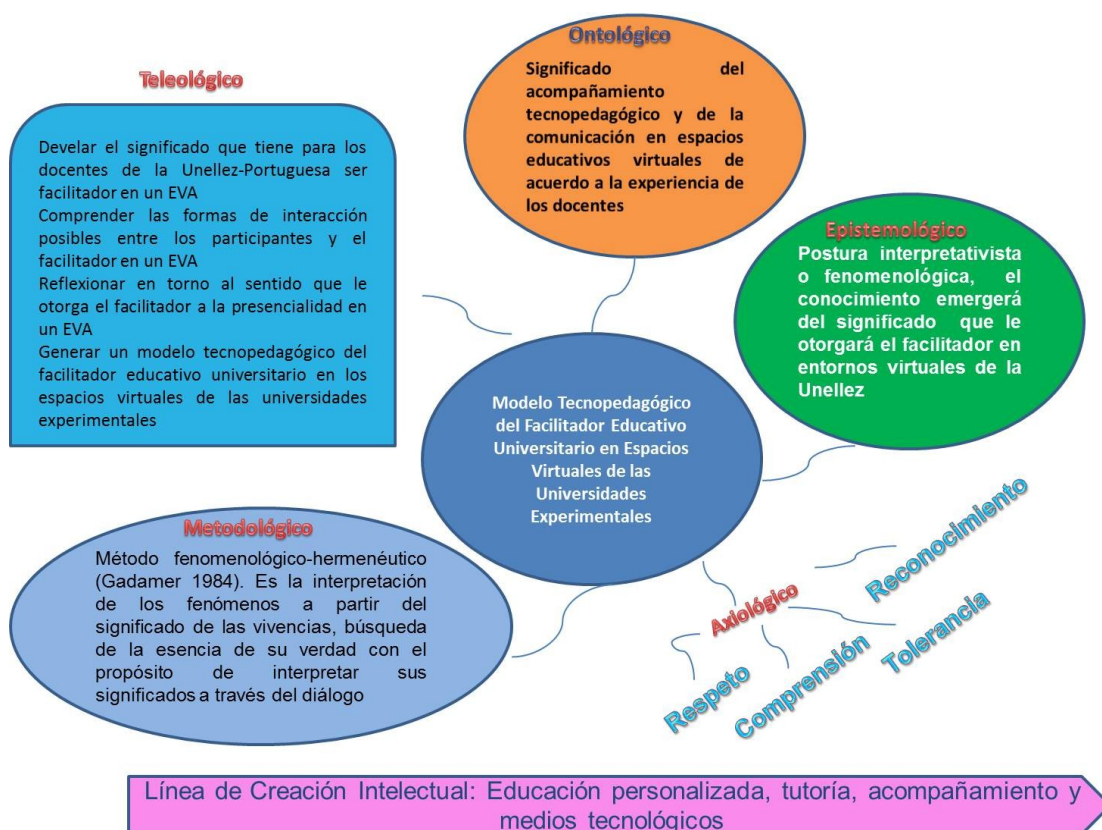 Teleológico
Develar el significado que tiene para los
docentes de la Unellez-Portuguesa ser
facilitador en un EVA
Comprender las formas de interacción
posibles entre los participantes y el
facilitador en un EVA
Reflexionar en torno al sentido que le
otorga el facilitador a la presencialidad en
un EVA
Generar un modelo tecnopedagógico del
facilitador educativo universitario en los
espacios virtuales de las universidades
experimentales
Ontológico
Significado del
acompañamiento
tecnopedagógico y de la
comunicación en espacios
educativos virtuales de
acuerdo a la experiencia de
los docentes
Epistemológico
Postura interpretativista
o fenomenológica, el
conocimiento emergerá
del significado que le
otorgará el facilitador en
entornos virtuales de la
Unellez
Modelo Tecnopedagógico
del Facilitador Educativo
Universitario en Espacios
Virtuales de las
Universidades
Experimentales
Metodológico
Método fenomenológico-hermenéutico
(Gadamer 1984). Es la interpretación
de los fenómenos a partir del
significado de las vivencias, búsqueda
de la esencia de su verdad con el
propósito de interpretar sus
significados a través del diálogo
Axiológico
Respeto
Comprensión
Tolerancia
Reconocimiento
Línea de Creación Intelectual: Educación personalizada, tutoría, acompañamiento y
medios tecnológicos